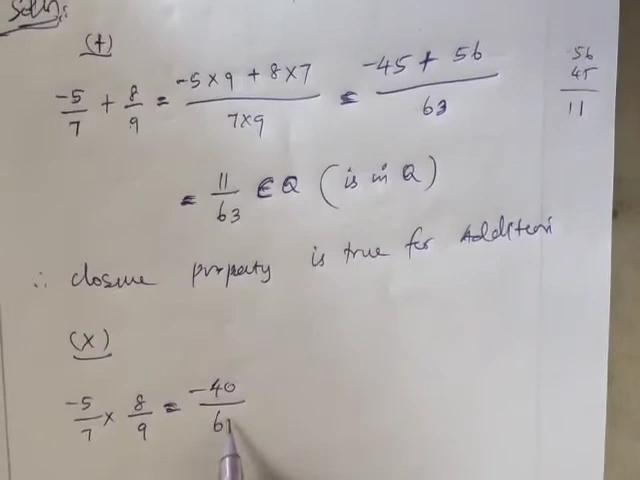 Soln:
(+)
-5/7 + 8/9 = -5×9 + 8×7 / 7×9 = -45 + 56 / 63
56
45
11
= 11/63 ∈ Q (is in Q)
∴ closure property is true for Addition
(×)
-5/7 × 8/9 = -40/61